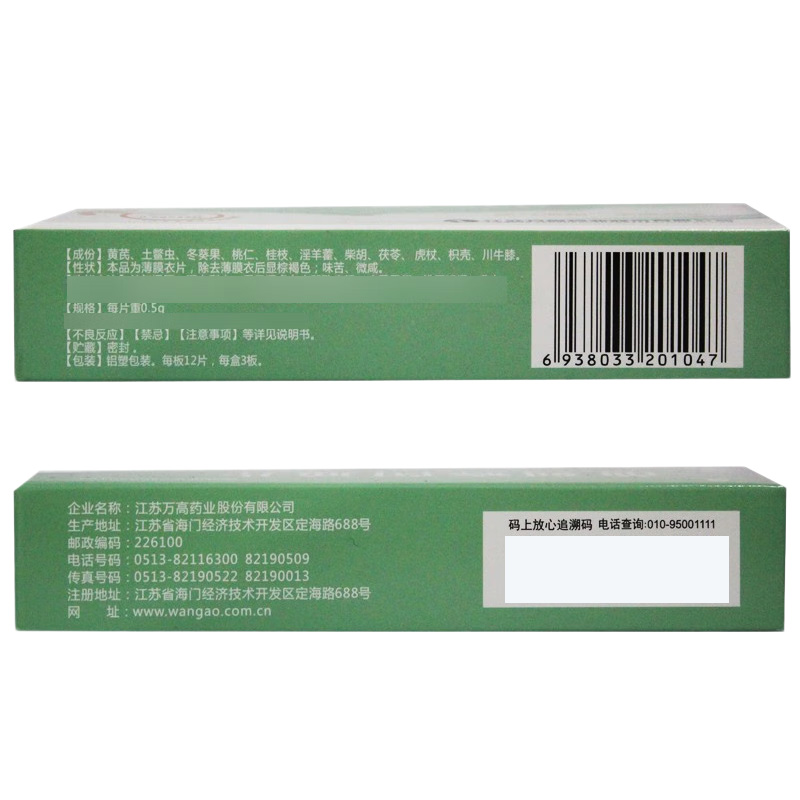 【成份】黄芪、土鳖虫、冬葵果、桃仁、桂枝、淫羊藿、柴胡、茯苓、虎杖、枳壳、川牛膝。
【性状】本品为薄膜衣片，除去薄膜衣后显棕褐色；味苦、微咸。
【规格】每片重0.5g
【不良反应】【禁忌】【注意事项】等详见说明书。
【贮藏】密封。
【包装】铝塑包装。每板12片，每盒3板。
6 938033 201047
企业名称：江苏万高药业股份有限公司
生产地址：江苏省海门经济技术开发区定海路688号
邮政编码：226100
电话号码：0513-82116300 82190509
传真号码：0513-82190522 82190013
注册地址：江苏省海门经济技术开发区定海路688号
网 址：www.wangao.com.cn
码上放心追溯码 电话查询:010-95001111